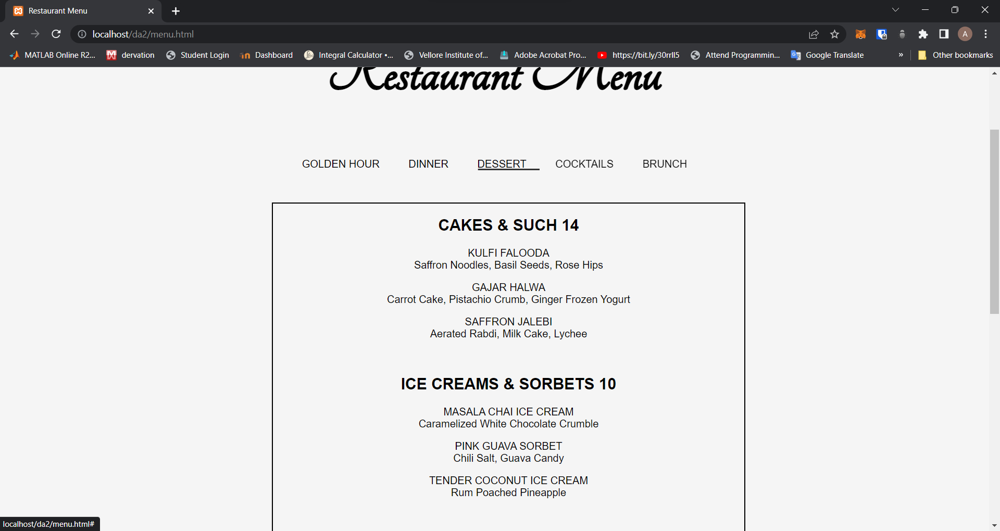 Restaurant Menu
localhost/da2/menu.html
A
MATLAB Online R2... dervation Student Login Dashboard Integral Calculator •... Vellore Institute of... Adobe Acrobat Pro... https://bit.ly/30rrlI5 Attend Programmin... Google Translate » Other bookmarks
Restaurant Menu
GOLDEN HOUR DINNER DESSERT COCKTAILS BRUNCH
CAKES & SUCH 14
KULFI FALOODA
Saffron Noodles, Basil Seeds, Rose Hips
GAJAR HALWA
Carrot Cake, Pistachio Crumb, Ginger Frozen Yogurt
SAFFRON JALEBI
Aerated Rabdi, Milk Cake, Lychee
ICE CREAMS & SORBETS 10
MASALA CHAI ICE CREAM
Caramelized White Chocolate Crumble
PINK GUAVA SORBET
Chili Salt, Guava Candy
TENDER COCONUT ICE CREAM
Rum Poached Pineapple
localhost/da2/menu.html#